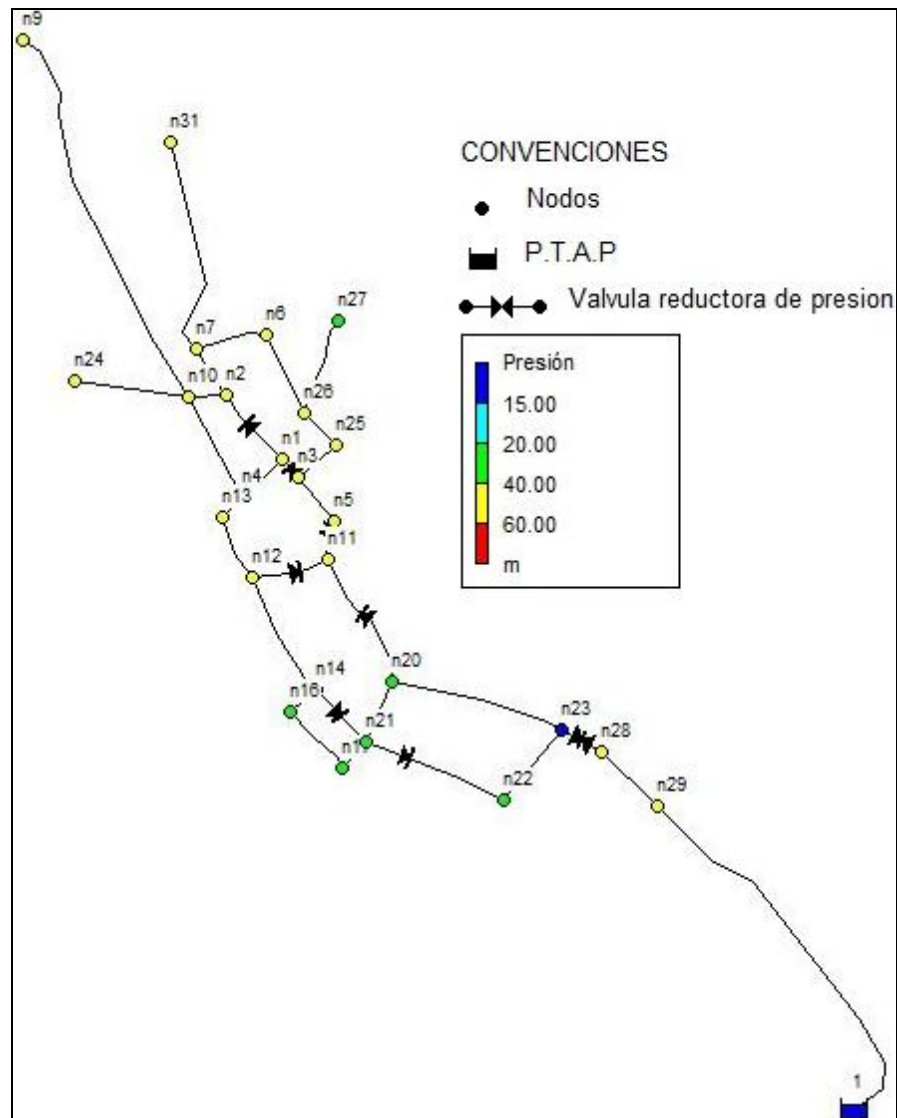 n9
n31
CONVENCIONES
Nodos
P.T.A.P
Valvula reductora de presion
n27
n7
n6
n24
n10
n2
n26
n25
n1
n3
n4
n13
n5
n11
n12
Presión
15.00
20.00
40.00
60.00
m
n14
n16
n20
n21
n23
n28
n22
n29
1